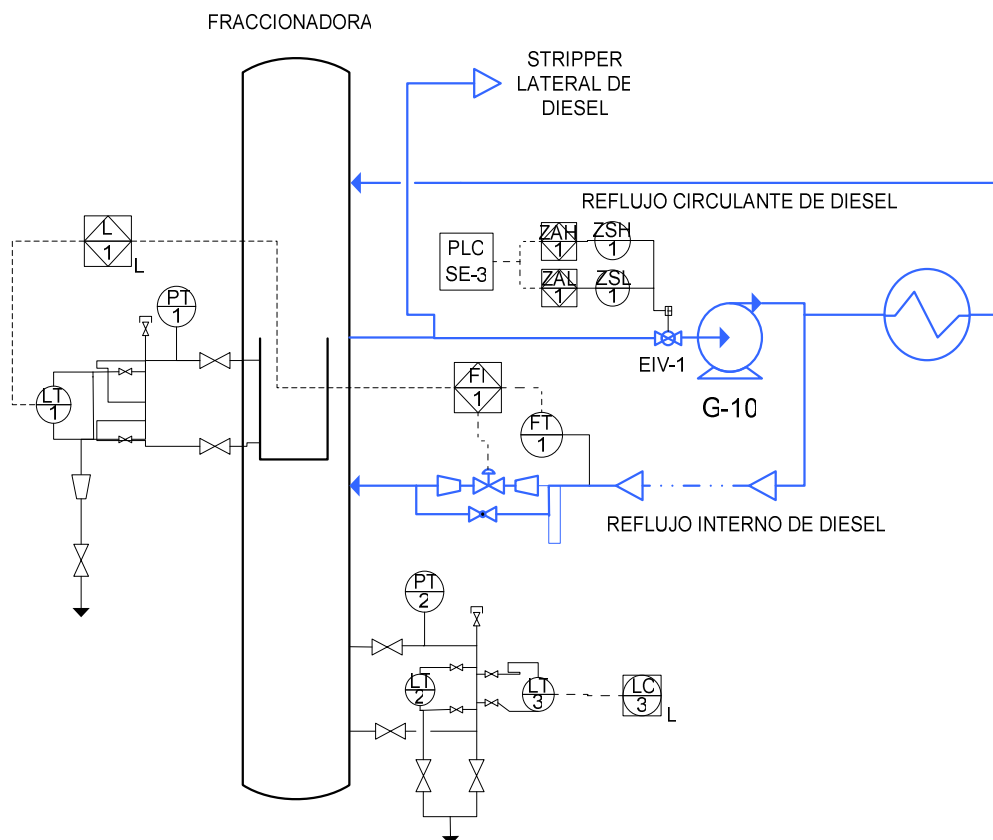 FRACCIONADORA
STRIPPER
LATERAL DE
DIESEL
REFLUJO CIRCULANTE DE DIESEL
L
1
L
PLC
SE-3
ZAH
1
ZSH
1
ZAL
1
ZSL
1
PT
1
EIV-1
G-10
LT
1
FI
1
FT
1
REFLUJO INTERNO DE DIESEL
PT
2
LT
2
LT
3
LC
3
L